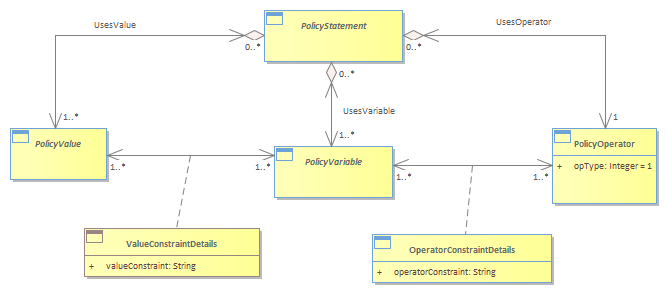 PolicyStatement
UsesValue
UsesOperator
0..*
0..*
0..*
UsesVariable
1..*
1..*
1
PolicyValue
PolicyVariable
PolicyOperator
+ opType: Integer = 1
1..*
1..*
1..*
1..*
ValueConstraintDetails
+ valueConstraint: String
OperatorConstraintDetails
+ operatorConstraint: String